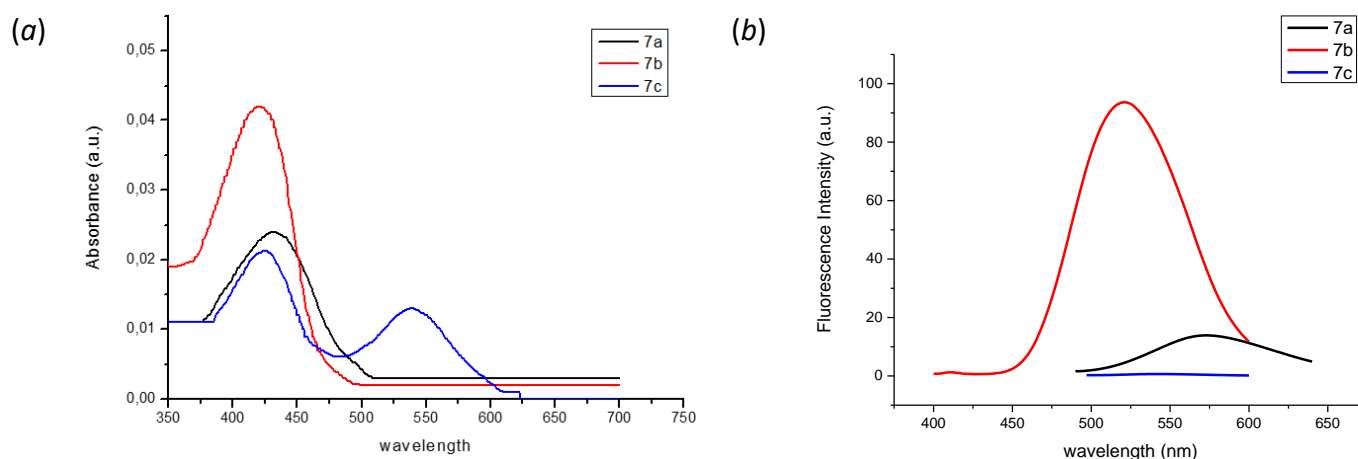 (a)
7a
7b
7c
0,05
0,04
0,03
0,02
0,01
0,00
Absorbance (a.u.)
350 400 450 500 550 600 650 700 750
wavelength
(b)
7a
7b
7c
100
80
60
40
20
0
Fluorescence Intensity (a.u.)
400 450 500 550 600 650
wavelength (nm)